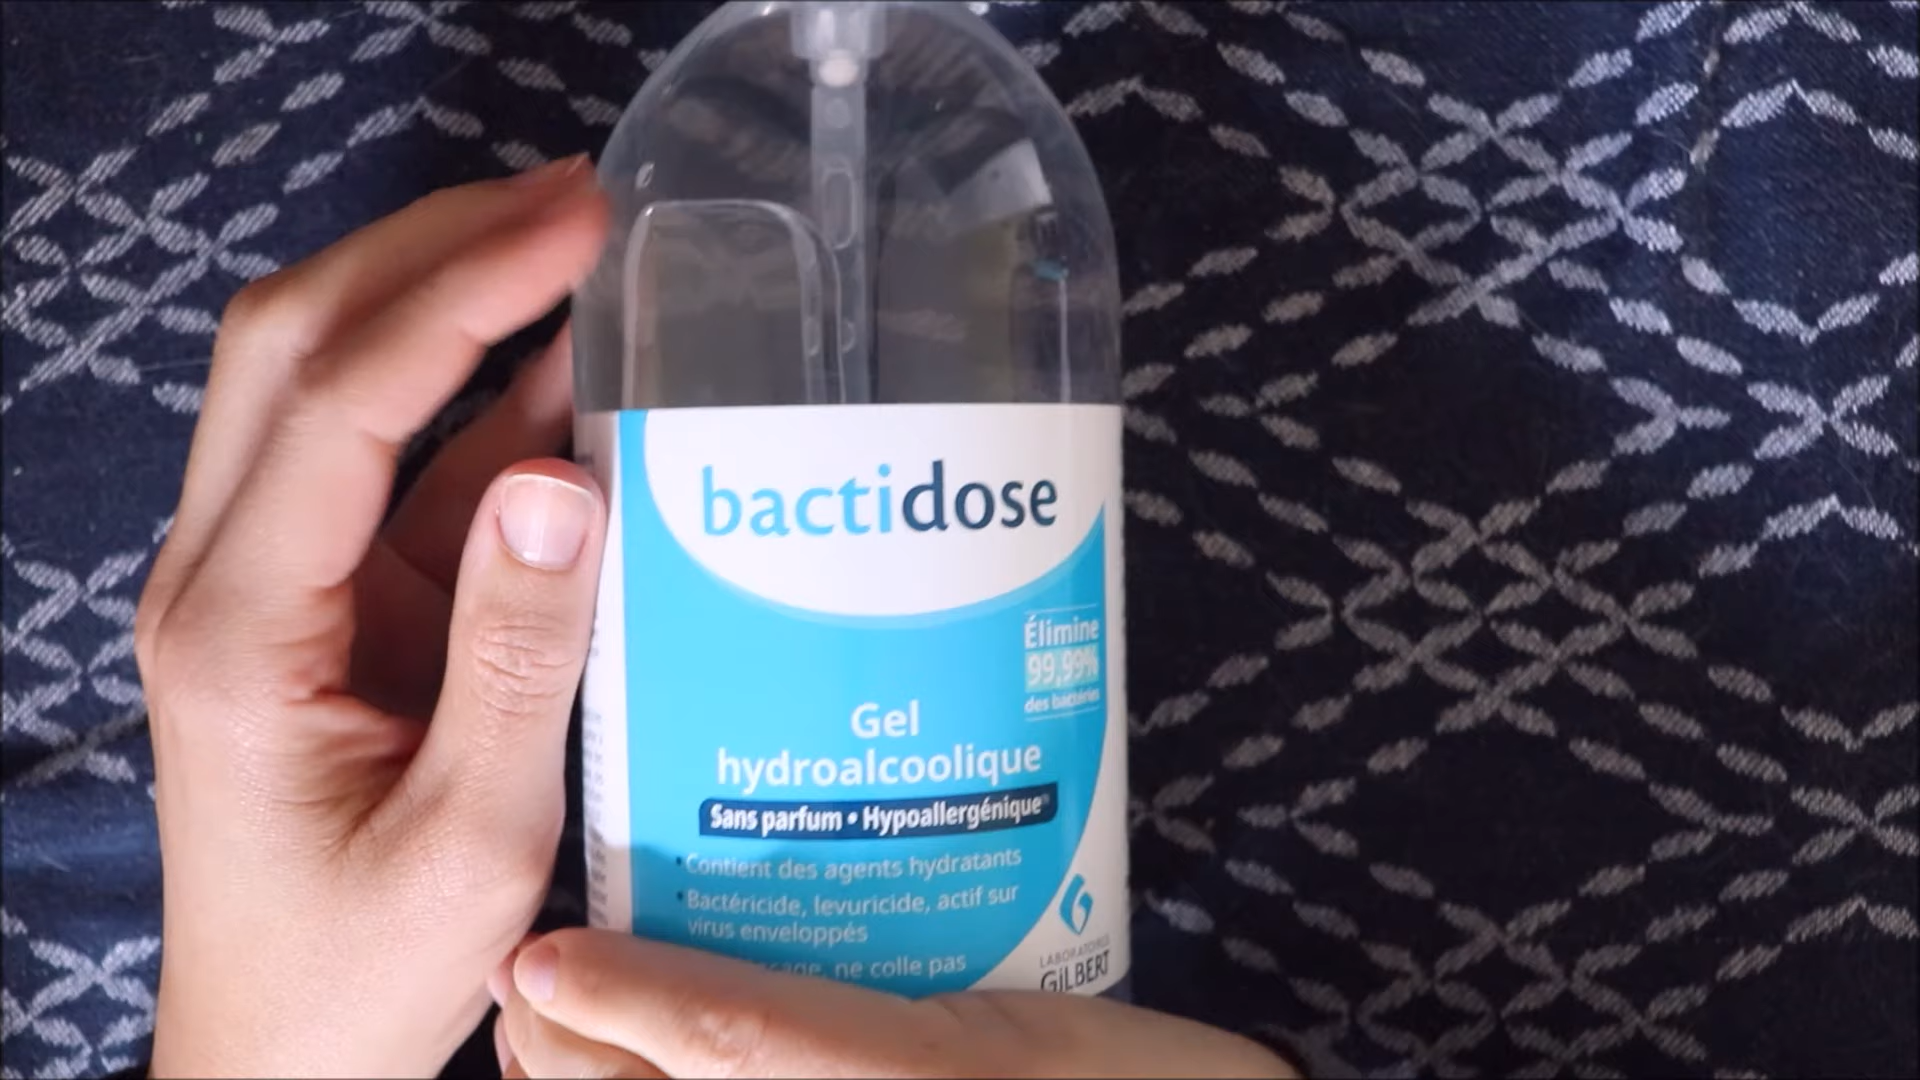 bactidose
Élimine
99,99%
des bactéries
Gel
hydroalcoolique
Sans parfum • Hypoallergénique*
• Contient des agents hydratants
• Bactéricide, levuricide, actif sur
virus enveloppés
ne colle pas
LABORATOIRES
GILBERT